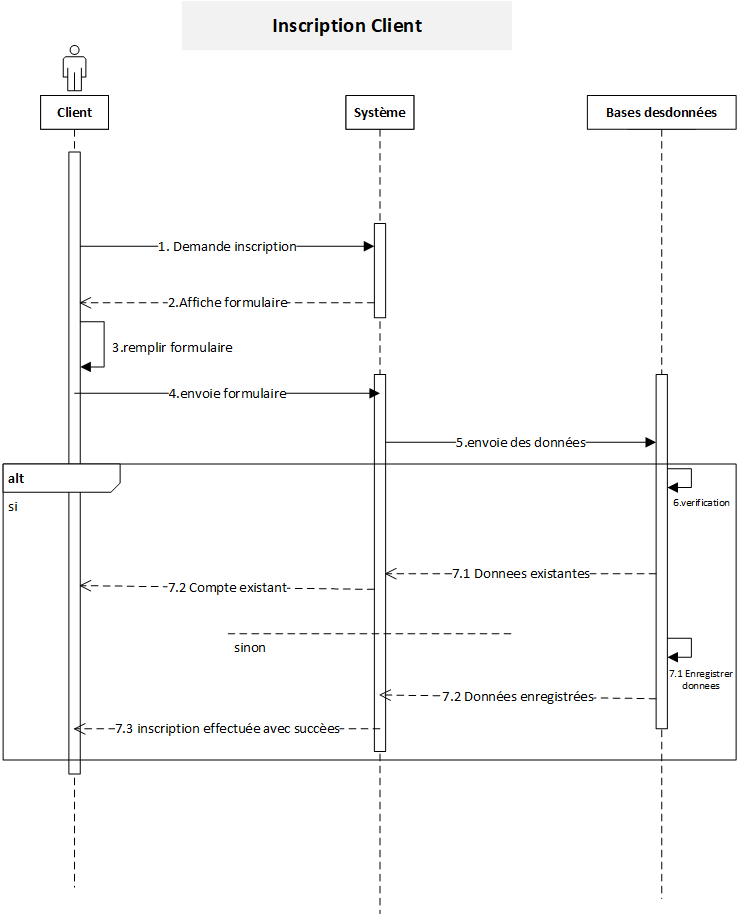 Inscription Client
Client
Système
Bases desdonnées
1. Demande inscription
2.Affiche formulaire
3.remplir formulaire
4.envoie formulaire
5.envoie des données
alt
si
6.verification
7.1 Donnees existantes
7.2 Compte existant
sinon
7.1 Enregistrer
donnees
7.2 Données enregistrées
7.3 inscription effectuée avec succèes